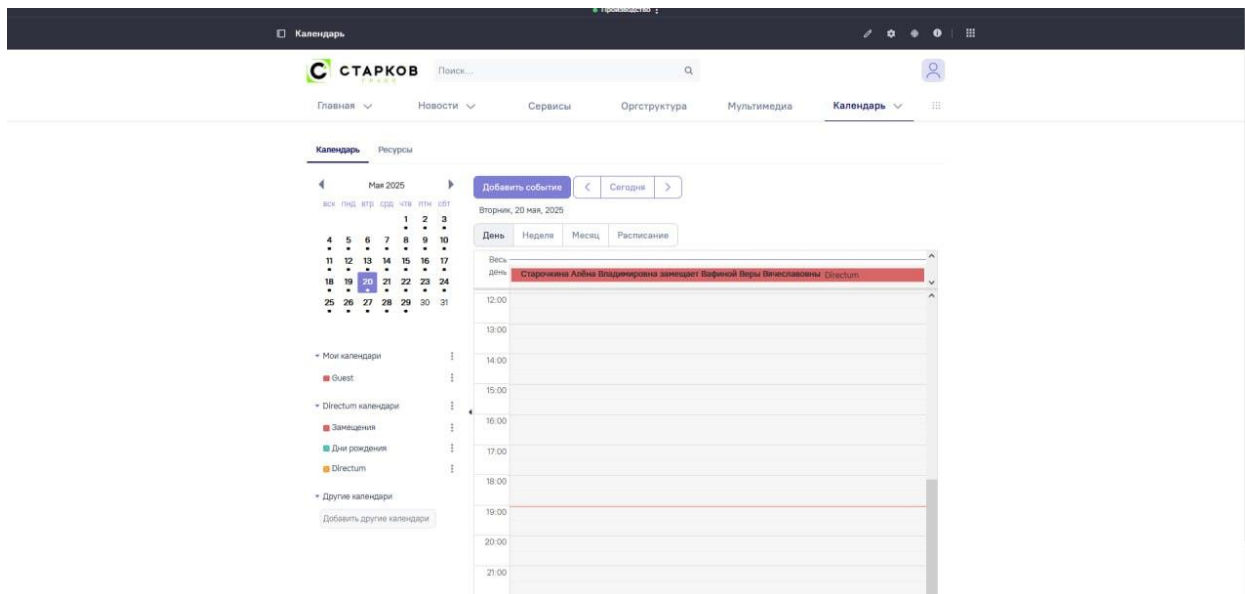 Производство
Календарь
СТАРКОВ
Поиск...
Главная Новости Сервисы Оргструктура Мультимедиа Календарь
Календарь Ресурсы
Мая 2025
вск пнд втр срд чтв птн сбт
1 2 3
4 5 6 7 8 9 10
11 12 13 14 15 16 17
18 19 20 21 22 23 24
25 26 27 28 29 30 31
Мои календари
Guest
Directum календари
Замещения
Дни рождения
Directum
Другие календари
Добавить другие календари
Добавить событие Сегодня
Вторник, 20 мая, 2025
День Неделя Месяц Расписание
Весь
день
Старочкина Алёна Владимировна замещает Вафиной Веры Вячеславовны Directum
12:00
13:00
14:00
15:00
16:00
17:00
18:00
19:00
20:00
21:00